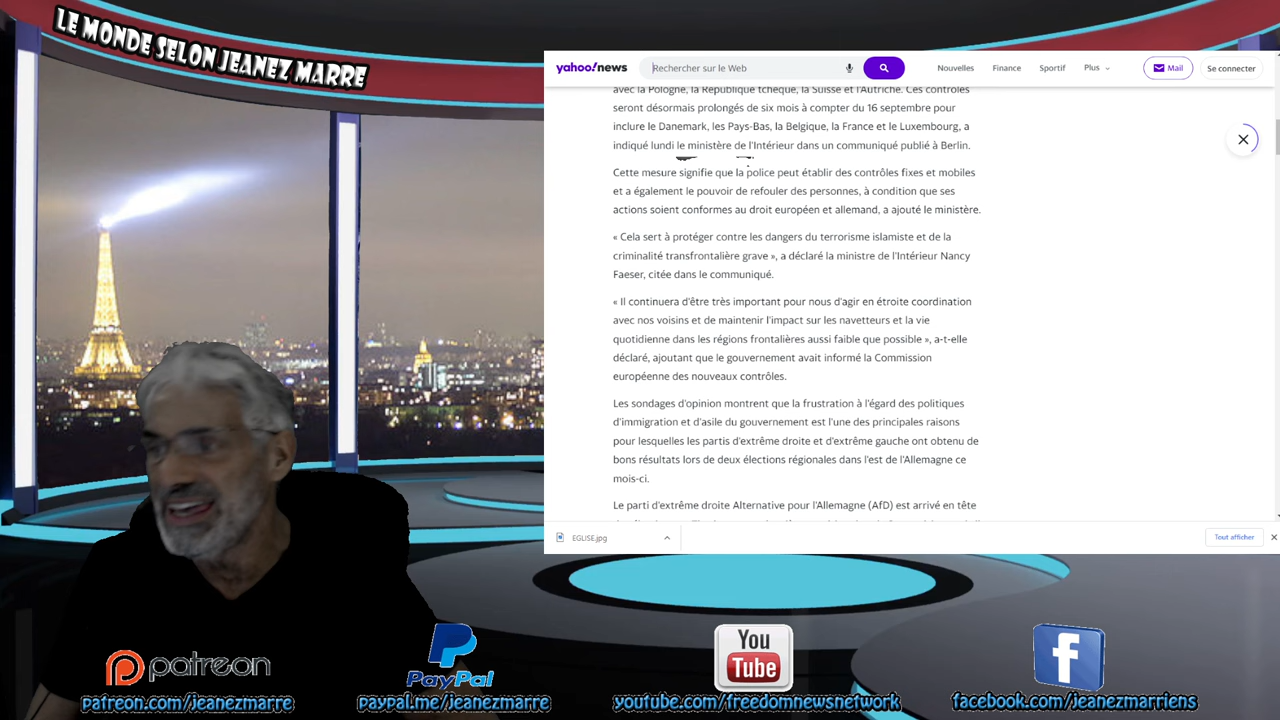 LE MONDE SELON JEANEZ MARRE
yahoo!news
Rechercher sur le Web
Nouvelles
Finance
Sportif
Plus
Mail
Se connecter
avec la Pologne, la République tchèque, la Suisse et l'Autriche. Ces contrôles
seront désormais prolongés de six mois à compter du 16 septembre pour
inclure le Danemark, les Pays-Bas, la Belgique, la France et le Luxembourg, a
indiqué lundi le ministère de l'Intérieur dans un communiqué publié à Berlin.
Cette mesure signifie que la police peut établir des contrôles fixes et mobiles
et a également le pouvoir de refouler des personnes, à condition que ses
actions soient conformes au droit européen et allemand, a ajouté le ministère.
« Cela sert à protéger contre les dangers du terrorisme islamiste et de la
criminalité transfrontalière grave », a déclaré la ministre de l'Intérieur Nancy
Faeser, citée dans le communiqué.
« Il continuera d'être très important pour nous d'agir en étroite coordination
avec nos voisins et de maintenir l'impact sur les navetteurs et la vie
quotidienne dans les régions frontalières aussi faible que possible », a-t-elle
déclaré, ajoutant que le gouvernement avait informé la Commission
européenne des nouveaux contrôles.
Les sondages d'opinion montrent que la frustration à l'égard des politiques
d'immigration et d'asile du gouvernement est l'une des principales raisons
pour lesquelles les partis d'extrême droite et d'extrême gauche ont obtenu de
bons résultats lors de deux élections régionales dans l'est de l'Allemagne ce
mois-ci.
Le parti d'extrême droite Alternative pour l'Allemagne (AfD) est arrivé en tête
EGLISE.jpg
Tout afficher
patreon
PayPal
You
Tube
patreon.com/jeanezmarre
paypal.me/jeanezmarre
youtube.com/freedomnewsnetwork
facebook.com/jeanezmarriens